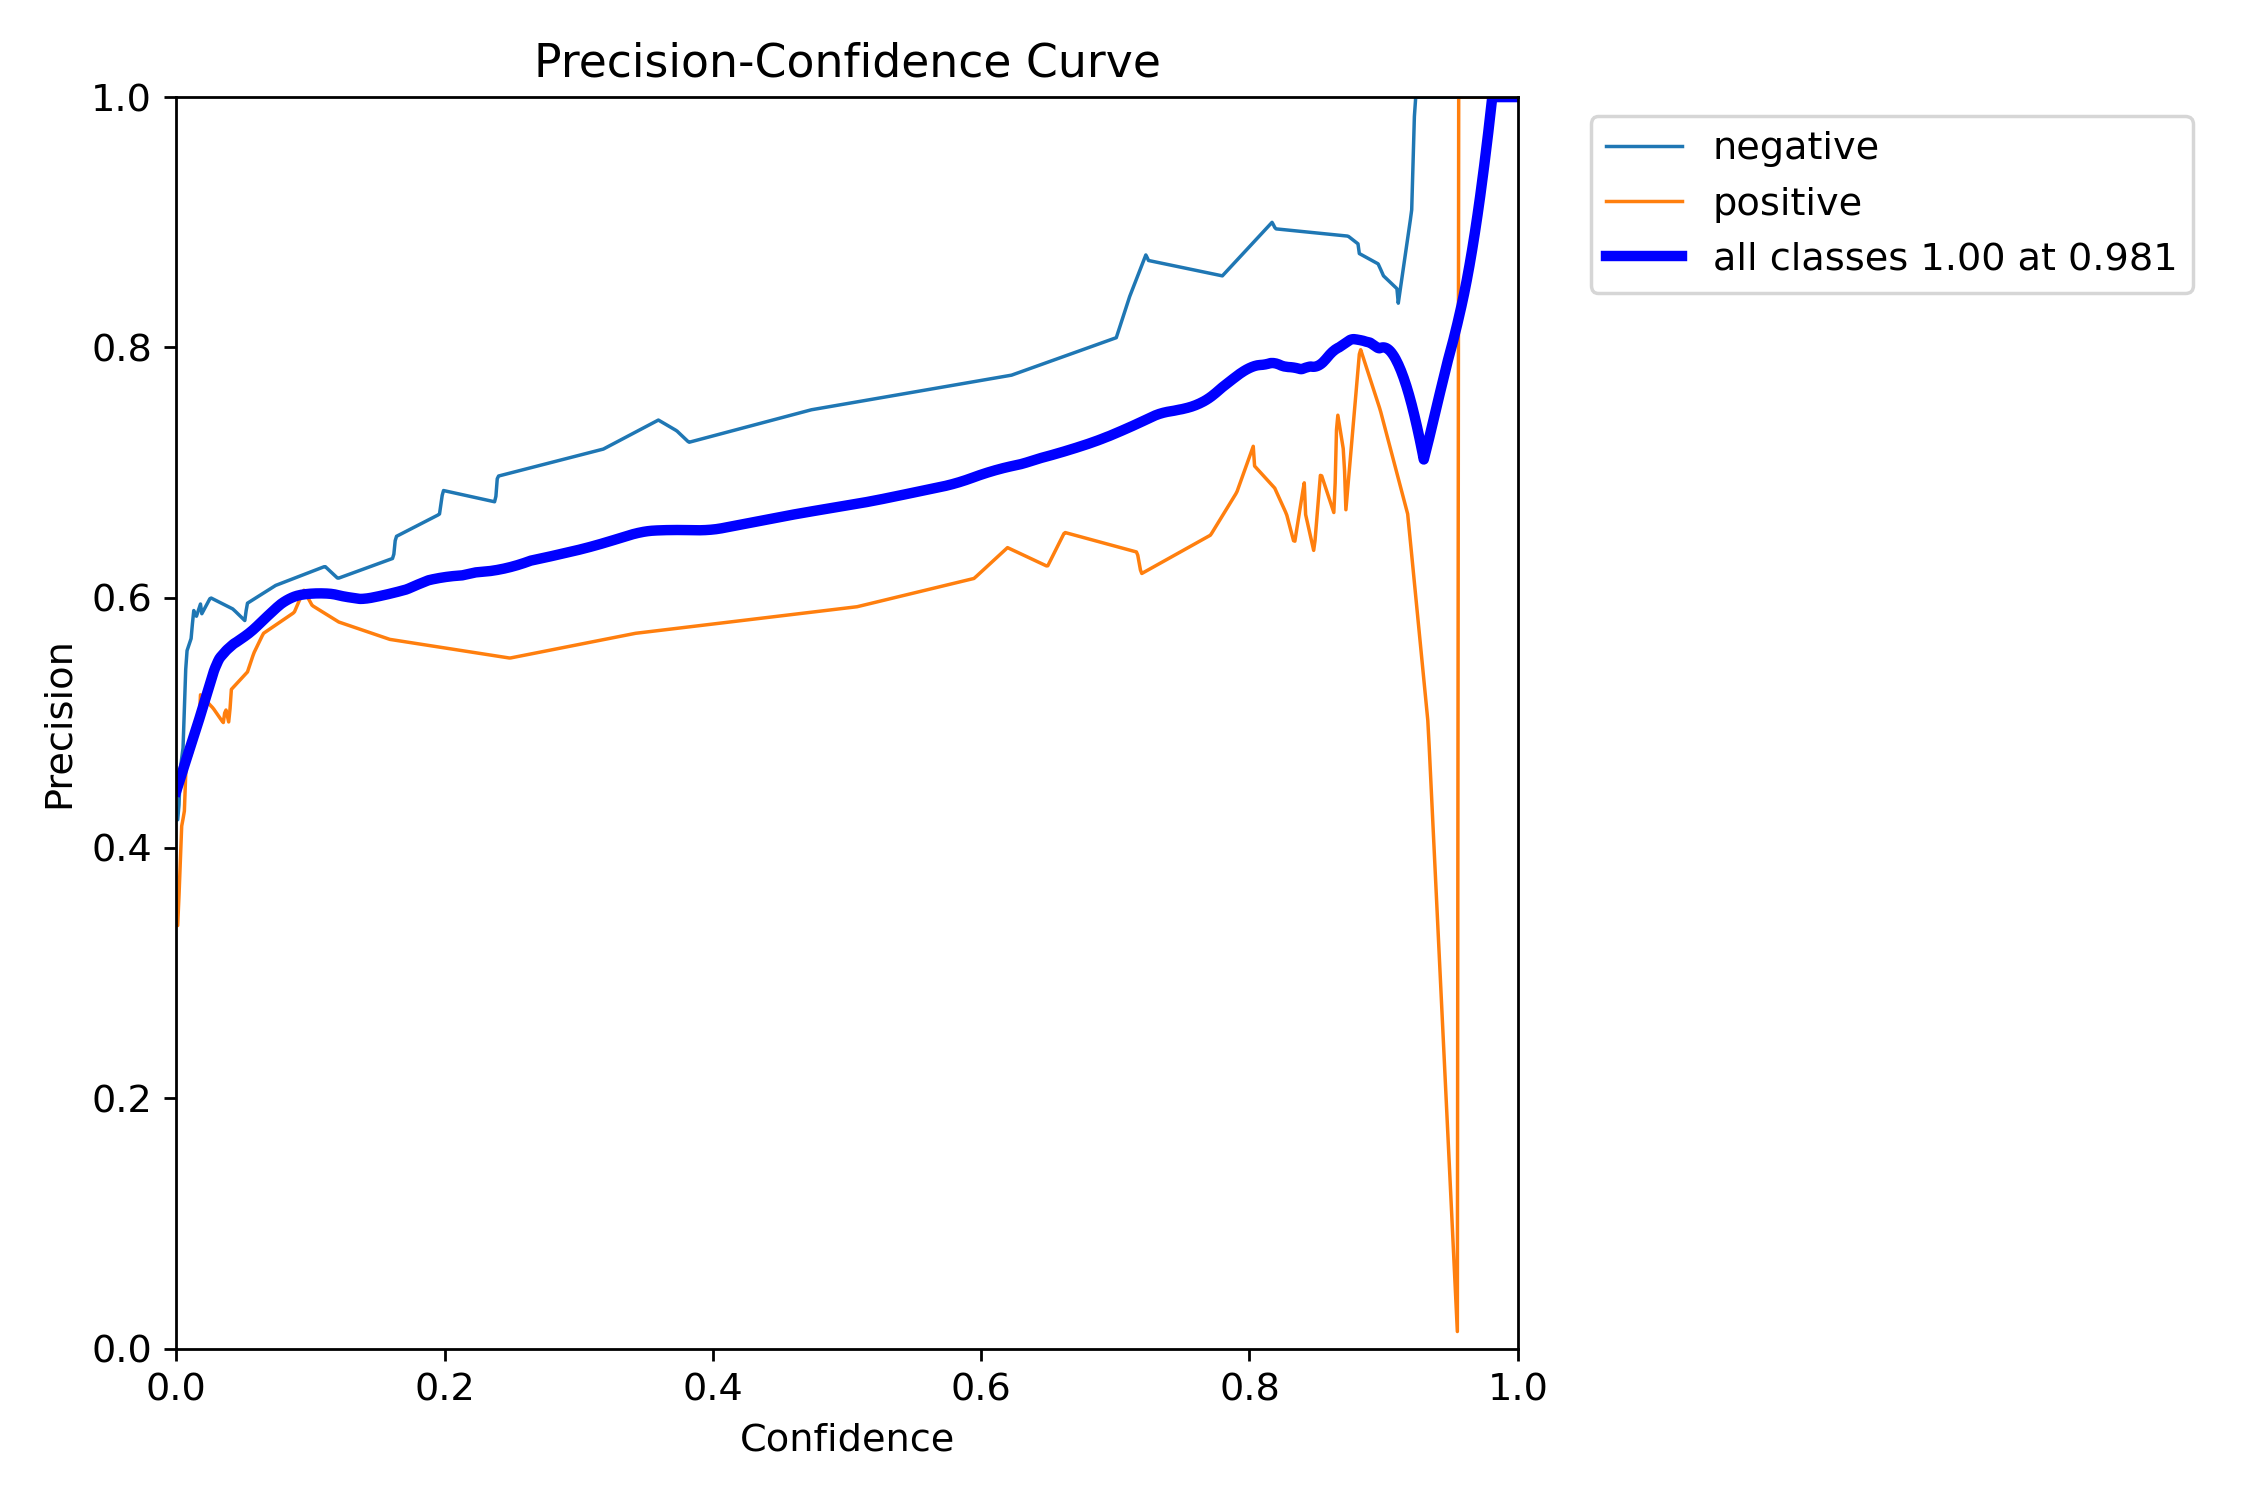 Precision-Confidence Curve
1.0
0.8
0.6
0.4
0.2
0.0
Precision
0.0 0.2 0.4 0.6 0.8 1.0
Confidence
negative
positive
all classes 1.00 at 0.981